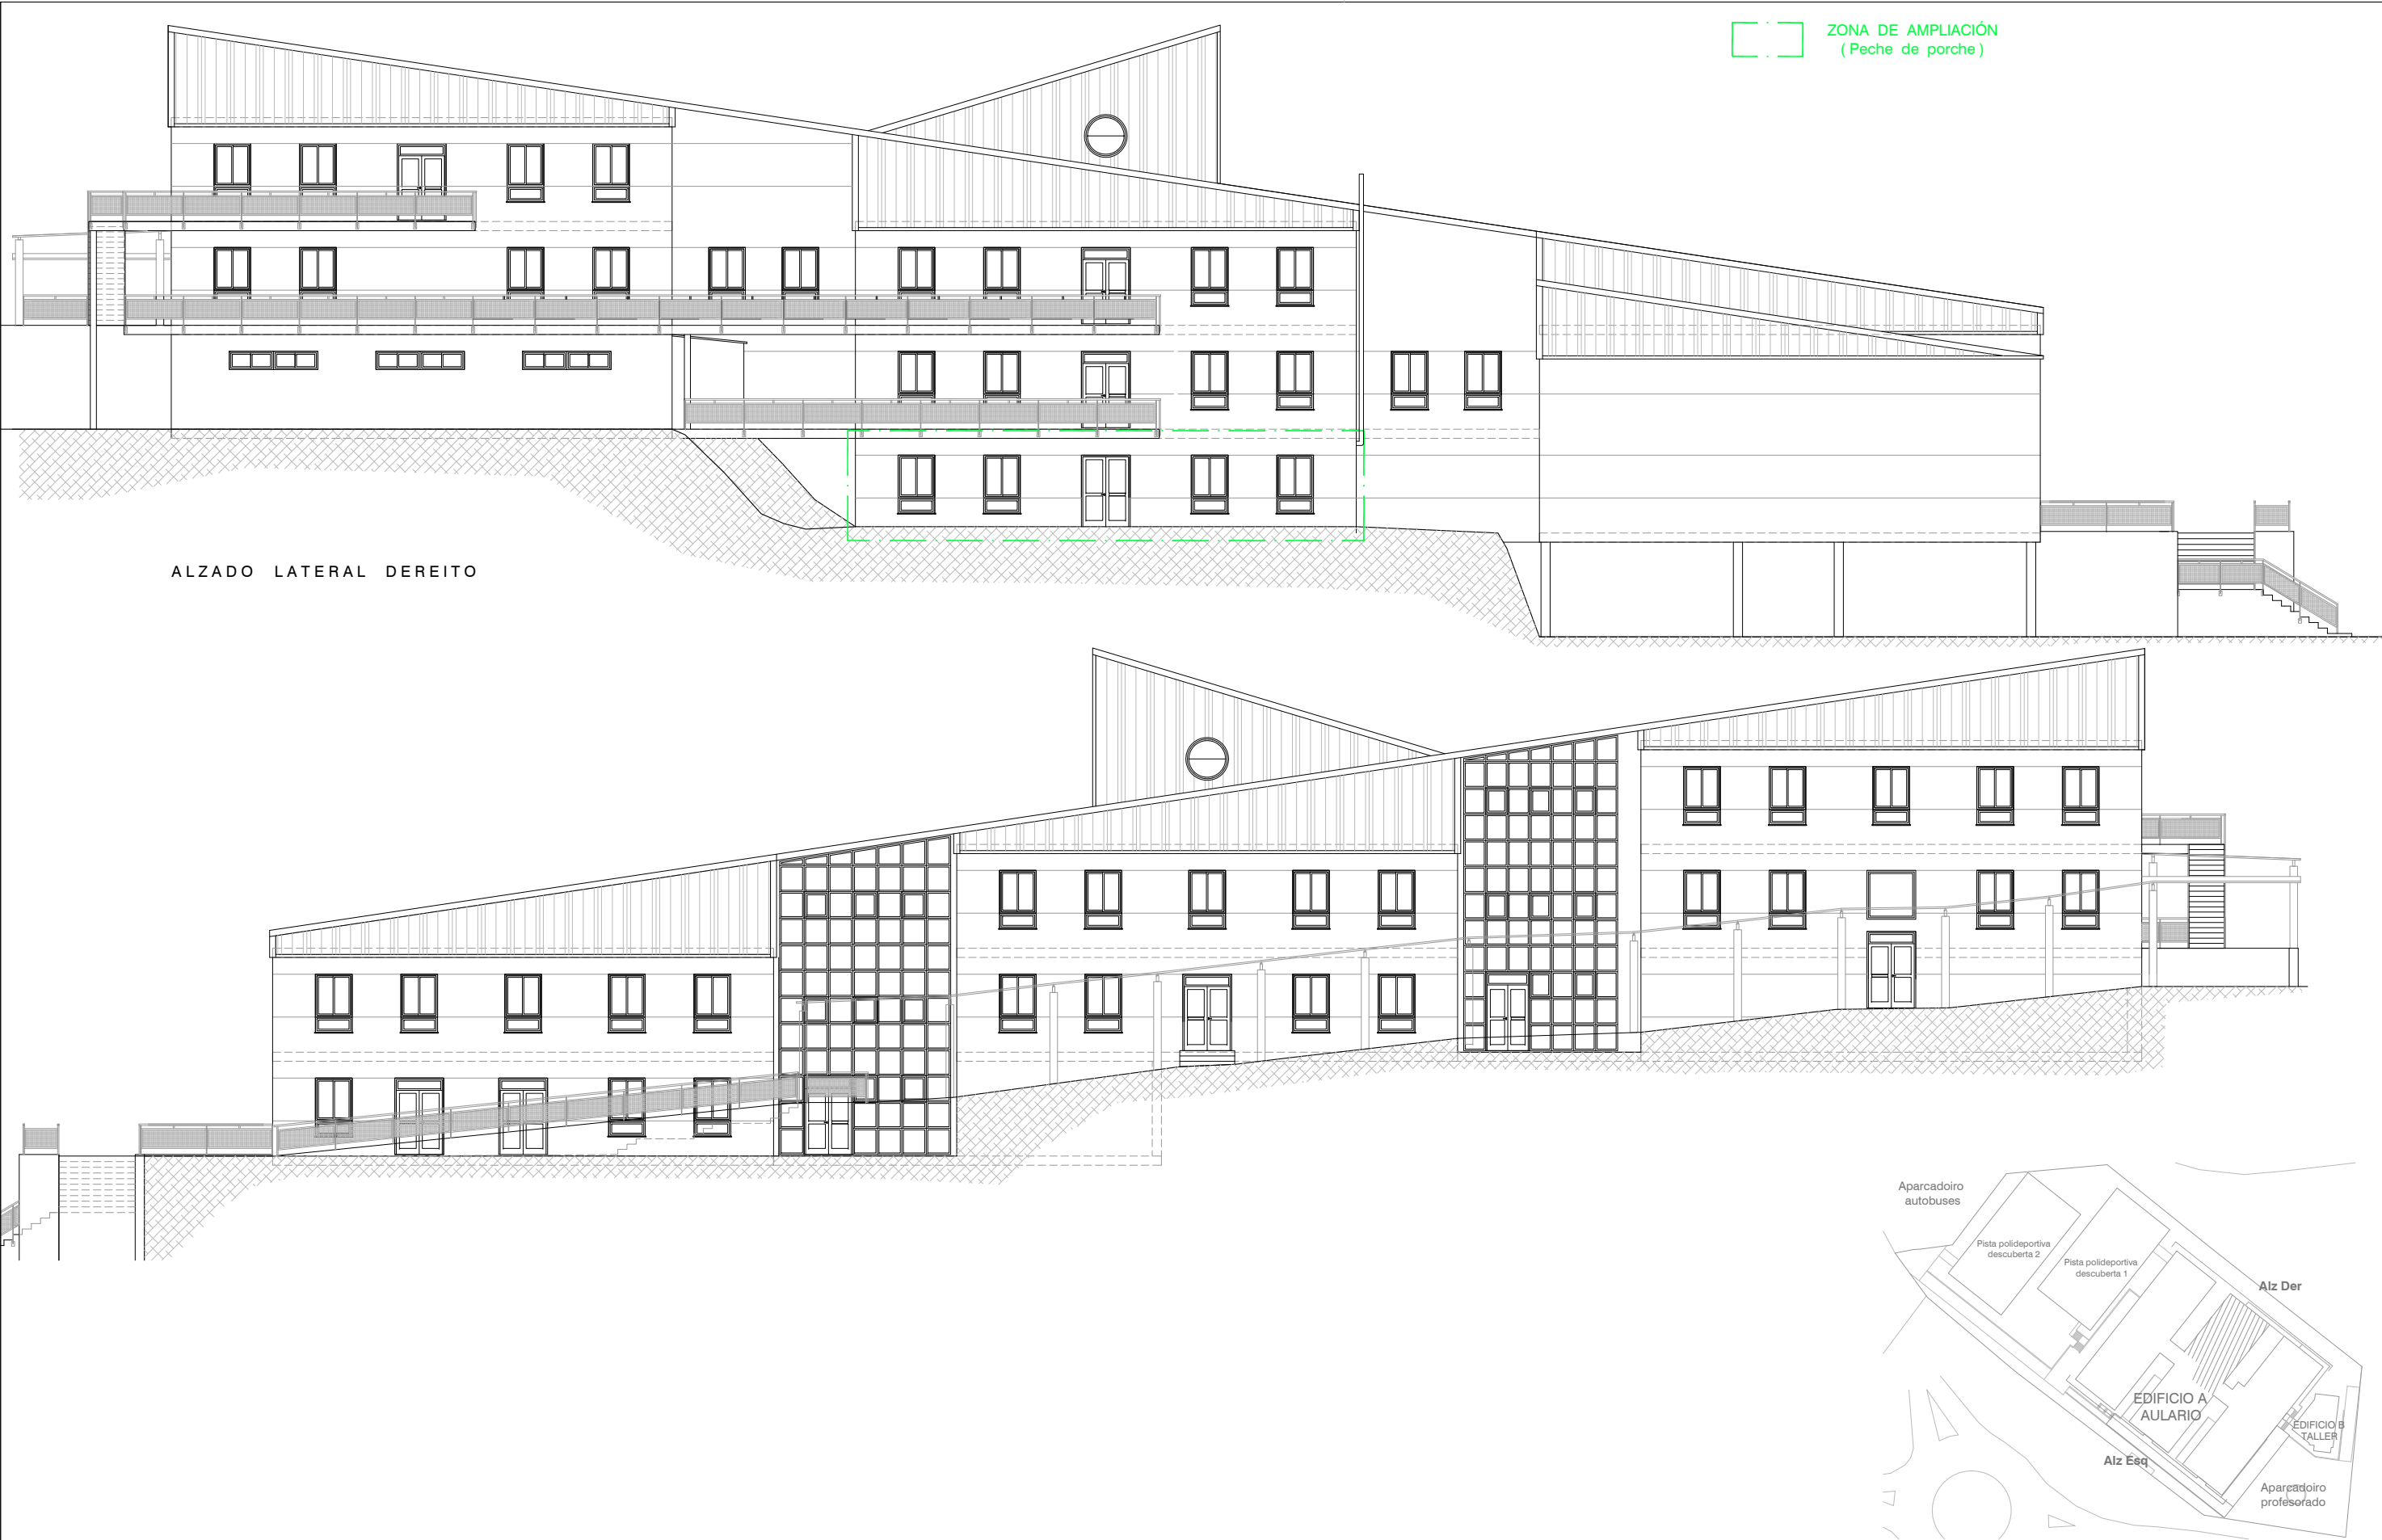 ZONA DE AMPLIACIÓN
( Peche de porche )
ALZADO LATERAL DEREITO
Aparcadoiro
autobuses
Pista polideportiva
descuberta 2
Pista polideportiva
descuberta 1
Alz Der
EDIFICIO A
AULARIO
EDIFICIO B
TALLER
Alz Esq
Aparcadoiro
profesorado